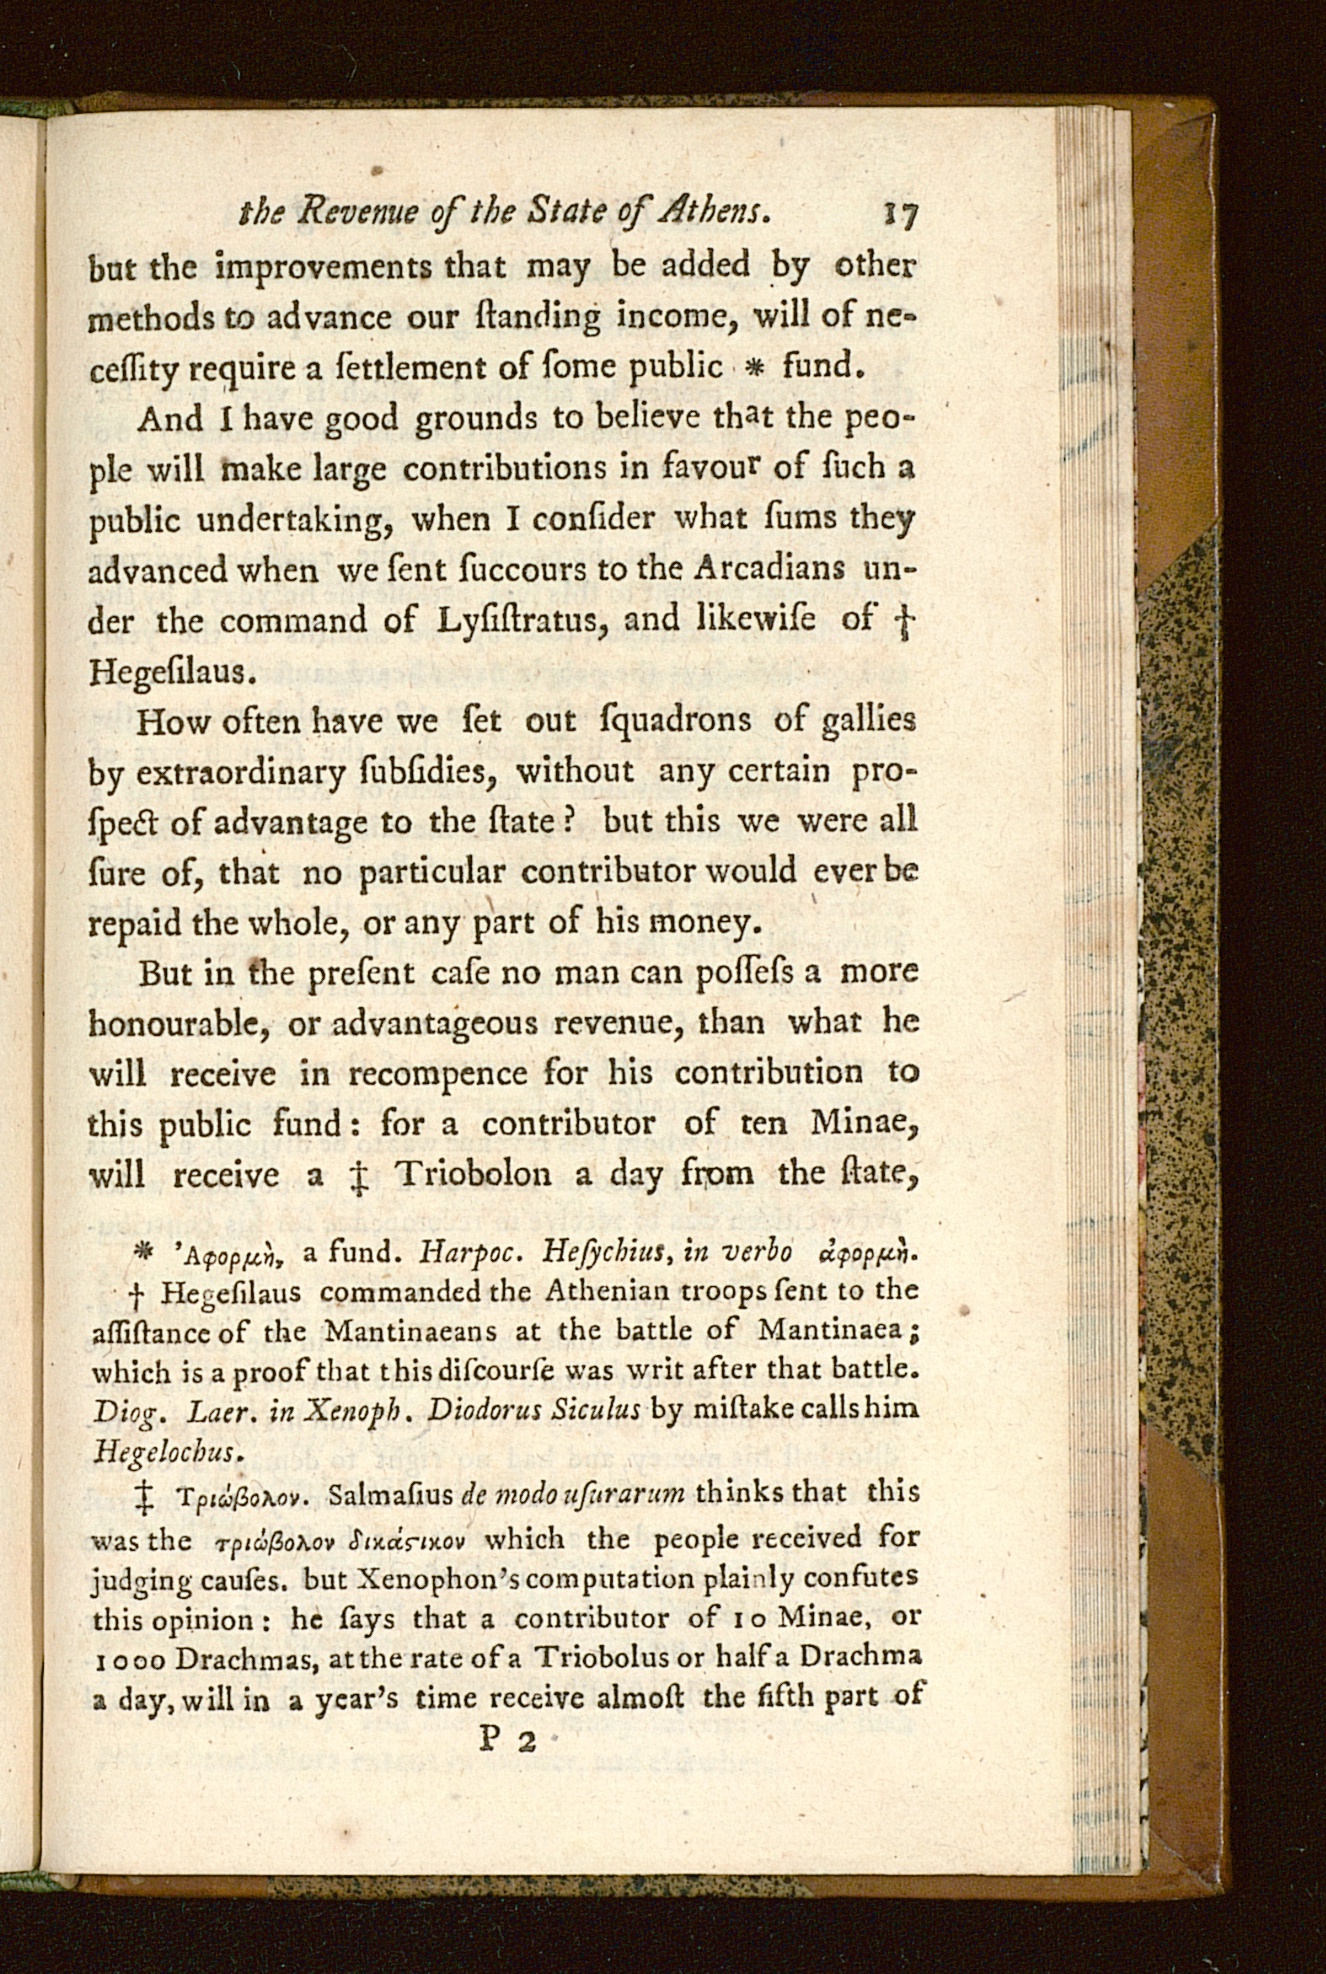 the Revenue of the State of Athens. 17
but the improvements that may be added by other
methods to advance our ſtanding income, will of ne-
ceſſity require a ſettlement of ſome public * fund.
And I have good grounds to believe that the peo-
ple will make large contributions in favour of ſuch a
public undertaking, when I conſider what ſums they
advanced when we ſent ſuccours to the Arcadians un-
der the command of Lyſiſtratus, and likewiſe of †
Hegeſilaus.
How often have we ſet out ſquadrons of gallies
by extraordinary ſubſidies, without any certain pro-
ſpect of advantage to the ſtate? but this we were all
ſure of, that no particular contributor would ever be
repaid the whole, or any part of his money.
But in the preſent caſe no man can poſſeſs a more
honourable, or advantageous revenue, than what he
will receive in recompence for his contribution to
this public fund: for a contributor of ten Minae,
will receive a ‡ Triobolon a day from the ſtate,
* Ἀφορμὴ, a fund. Harpoc. Heſychius, in verbo ἀφορμὴ.
† Hegeſilaus commanded the Athenian troops ſent to the
aſſiſtance of the Mantinaeans at the battle of Mantinaea;
which is a proof that this diſcourſe was writ after that battle.
Diog. Laer. in Xenoph. Diodorus Siculus by miſtake calls him
Hegelochus.
‡ Τριώβολον. Salmaſius de modo uſurarum thinks that this
was the τριώβολον δικάϛικον which the people received for
judging cauſes. but Xenophon's computation plainly confutes
this opinion: he ſays that a contributor of 10 Minae, or
1000 Drachmas, at the rate of a Triobolus or half a Drachma
a day, will in a year's time receive almoſt the fifth part of
P 2